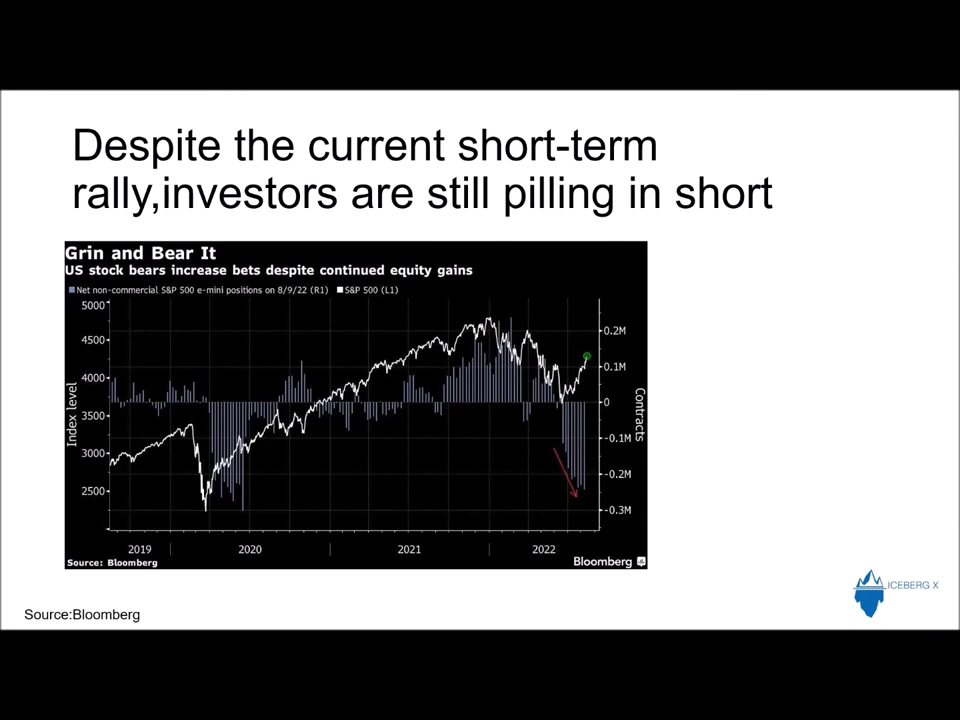 Despite the current short-term
rally,investors are still pilling in short
Grin and Bear It
US stock bears increase bets despite continued equity gains
Net non-commercial S&P 500 e-mini positions on 8/9/22 (R1) S&P 500 (L1)
5000
4500
4000
3500
3000
2500
Index level
0.2M
0.1M
0
-0.1M
-0.2M
-0.3M
Contracts
2019 2020 2021 2022
Source: Bloomberg
Bloomberg
ICEBERG X
Source:Bloomberg